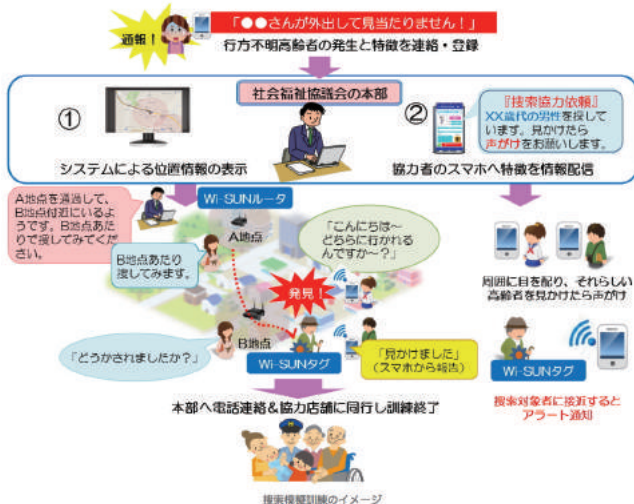 「●●さんが外出して見当たりません！」
通報！
行方不明高齢者の発生と特徴を連絡・登録
社会福祉協議会の本部
①
②
『捜索協力依頼』
XX歳代の男性を探して
います。見かけたら
声がけをお願いします。
システムによる位置情報の表示
協力者のスマホへ特徴を情報配信
A地点を通過して、
B地点付近にいるよ
うです。B地点あた
りで捜してみてくだ
さい。
Wi-SUNルータ
A地点
「こんにちは〜
どちらに行かれる
んですか〜？」
B地点あたり
捜してみます。
発見！
周囲に目を配り、それらしい
高齢者を見かけたら声がけ
B地点
「どうかされましたか？」
Wi-SUNタグ
「見かけました」
（スマホから報告）
Wi-SUNタグ
捜索対象者に接近すると
アラート通知
本部へ電話連絡＆協力店舗に同行し訓練終了
捜索模擬訓練のイメージ